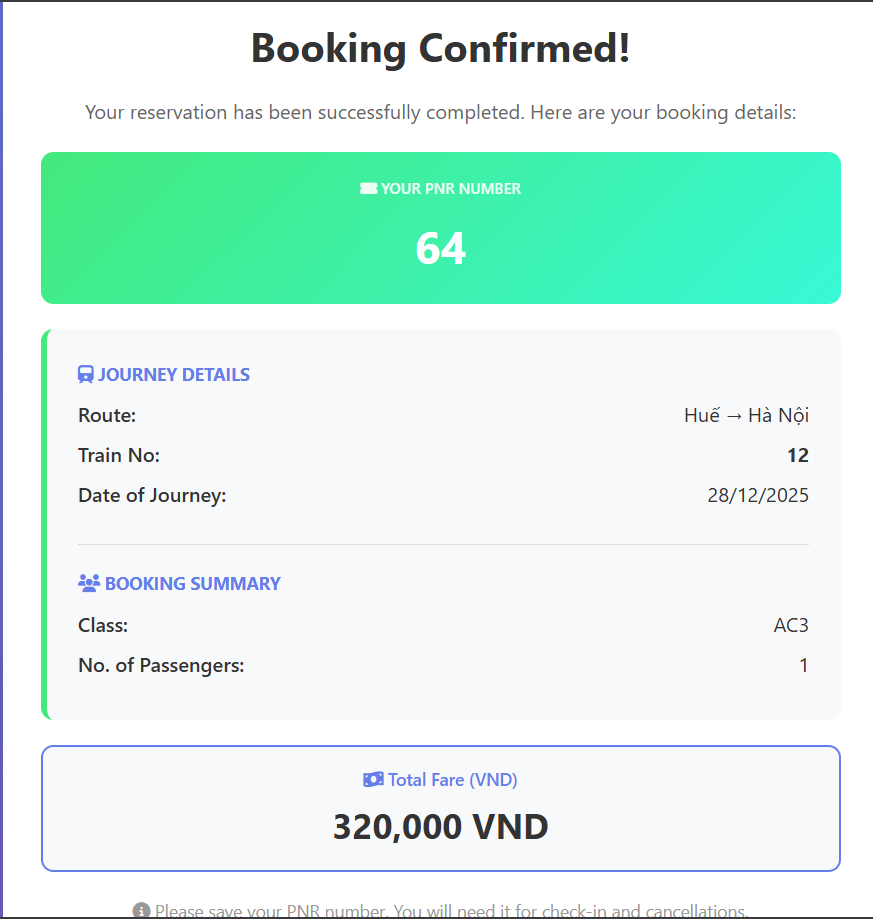 Booking Confirmed!
Your reservation has been successfully completed. Here are your booking details:
YOUR PNR NUMBER
64
JOURNEY DETAILS
Route: Huế → Hà Nội
Train No: 12
Date of Journey: 28/12/2025
BOOKING SUMMARY
Class: AC3
No. of Passengers: 1
Total Fare (VND)
320,000 VND
Please save your PNR number. You will need it for check-in and cancellations.